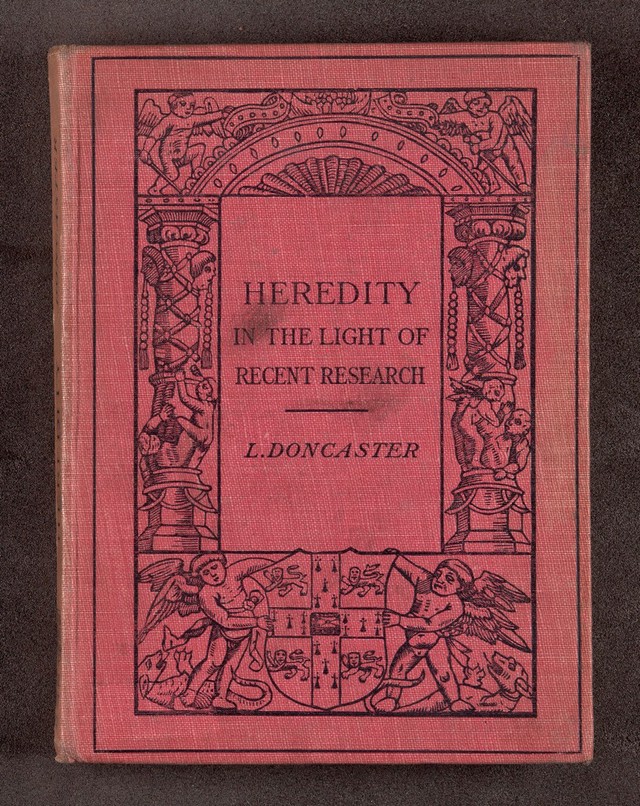 HEREDITY
IN THE LIGHT OF
RECENT RESEARCH
L. DONCASTER